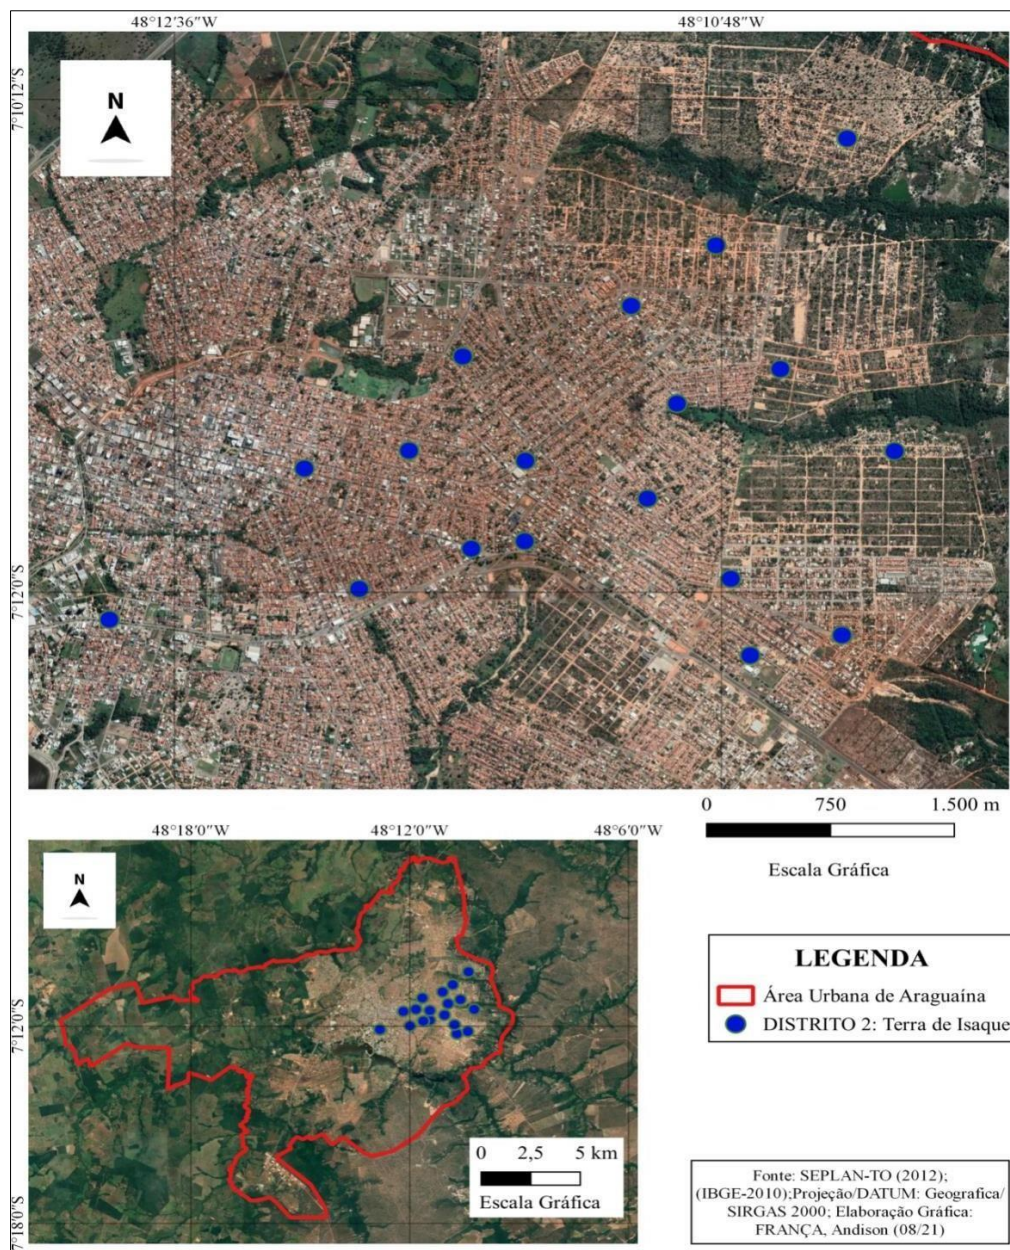 48°12'36"W
48°10'48"W
7°10'12"S
N
7°12'0"S
0 750 1.500 m
Escala Gráfica
48°18'0"W
48°12'0"W
48°6'0"W
N
7°12'0"S
7°18'0"S
0 2,5 5 km
Escala Gráfica
LEGENDA
Área Urbana de Araguaína
DISTRITO 2: Terra de Isaque
Fonte: SEPLAN-TO (2012);
(IBGE-2010);Projeção/DATUM: Geografica/
SIRGAS 2000; Elaboração Gráfica:
FRANÇA, Andison (08/21)